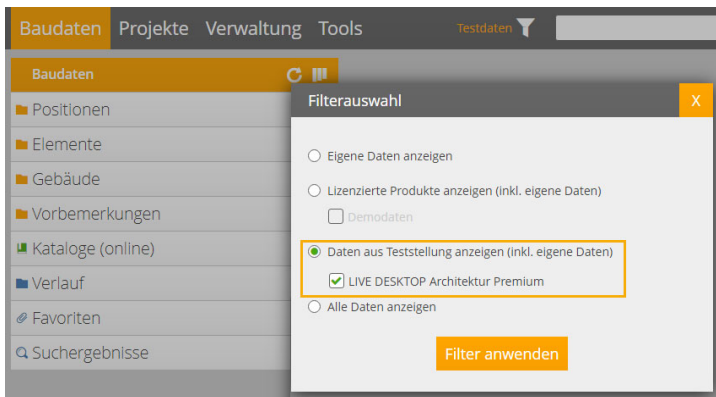 Baudaten Projekte Verwaltung Tools Testdaten
Baudaten
Positionen
Elemente
Gebäude
Vorbemerkungen
Kataloge (online)
Verlauf
Favoriten
Suchergebnisse
Filterauswahl X
Eigene Daten anzeigen
Lizenzierte Produkte anzeigen (inkl. eigene Daten)
Demodaten
Daten aus Teststellung anzeigen (inkl. eigene Daten)
LIVE DESKTOP Architektur Premium
Alle Daten anzeigen
Filter anwenden